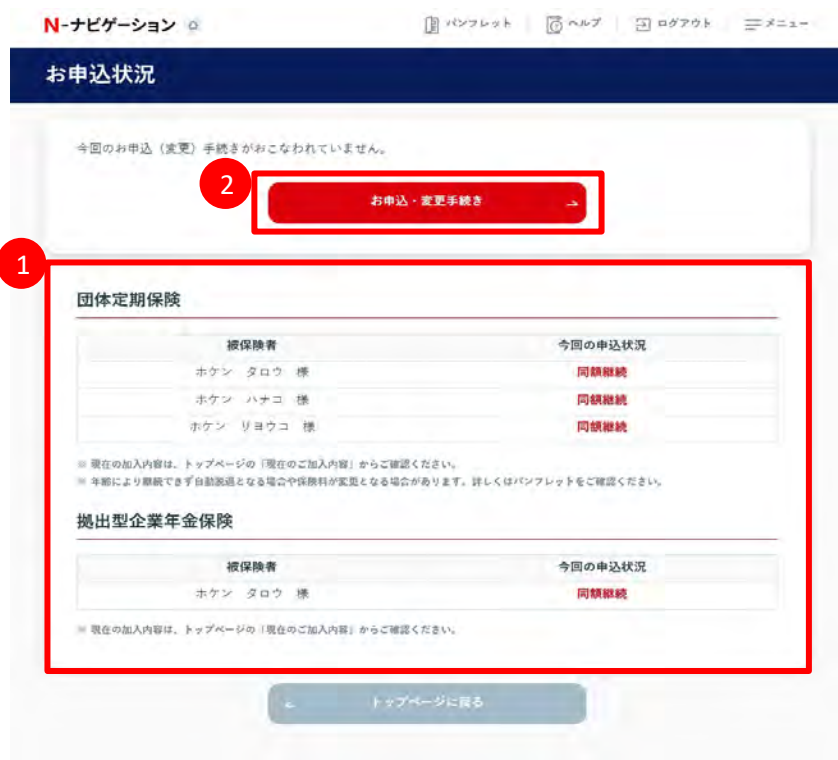 N-ナビゲーション
パンフレット ヘルプ ログアウト メニュー
お申込状況
今回のお申込（変更）手続きがおこなわれていません。
2
お申込・変更手続き
1
団体定期保険
被保険者 今回の申込状況
ホケン タロウ 様 同額継続
ホケン ハナコ 様 同額継続
ホケン リヨウコ 様 同額継続
※ 現在の加入内容は、トップページの「現在のご加入内容」からご確認ください。
※ 年齢により継続できず自動脱退となる場合や保険料が変更となる場合があります。詳しくはパンフレットをご確認ください。
拠出型企業年金保険
被保険者 今回の申込状況
ホケン タロウ 様 同額継続
※ 現在の加入内容は、トップページの「現在のご加入内容」からご確認ください。
トップページに戻る